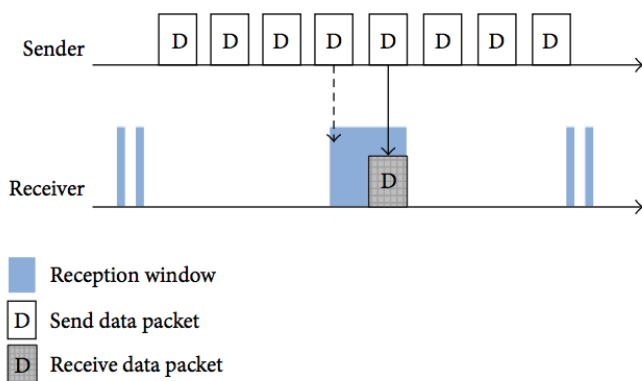 D D D D D D D D
Sender
D
Receiver
Reception window
D Send data packet
D Receive data packet